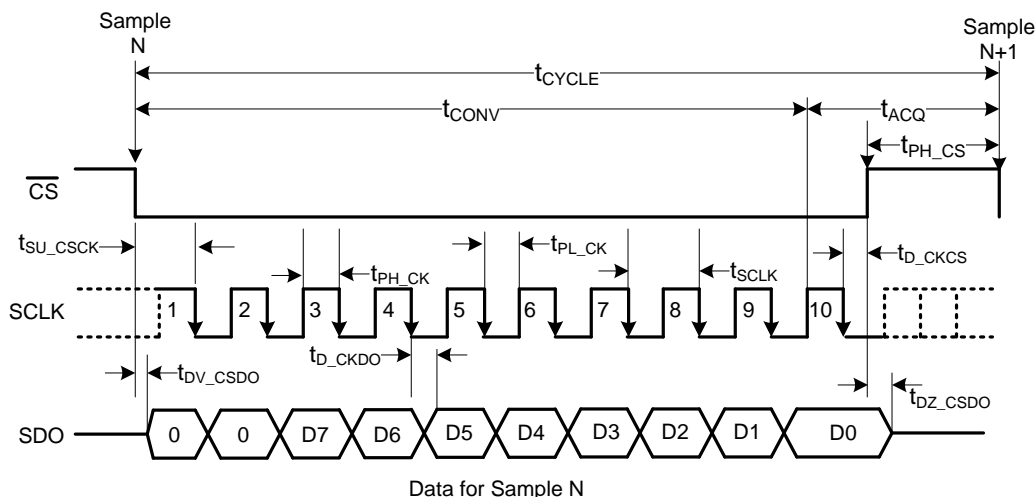 Sample
N
Sample
N+1
tCYCLE
tCONV
tACQ
tPH_CS
CS
tSU_CSCK
tPH_CK
tPL_CK
tSCLK
tD_CKCS
SCLK
1 2 3 4 5 6 7 8 9 10
tD_CKDO
tDV_CSDO
tDZ_CSDO
SDO
0 0 D7 D6 D5 D4 D3 D2 D1 D0
Data for Sample N